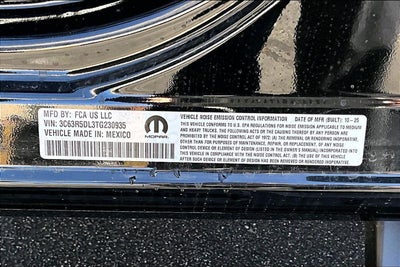 MFD BY: FCA US LLC
VIN: 3C63R5DL3TG230935
VEHICLE MADE IN: MEXICO
MOPAR
VEHICLE NOISE EMISSION CONTROL INFORMATION DATE OF MFR (BUILT): 10 - 25
THIS VEHICLE CONFORMS TO U.S. E.P.A. REGULATIONS FOR NOISE EMISSION APPLICABLE TO MEDIUM
AND HEAVY TRUCKS. THE FOLLOWING ACTS OR THE CAUSING THEREOF BY ANY PERSON ARE
PROHIBITED BY THE NOISE CONTROL ACT OF 1972: (A) THE REMOVAL OR RENDERING
INOPERATIVE, OTHER THAN FOR PURPOSES OF MAINTENANCE, REPAIR, OR REPLACEMENT, OF ANY
NOISE CONTROL DEVICE OR ELEMENT OF DESIGN (LISTED IN THE OWNER'S MANUAL) INCORPORATED
INTO THIS VEHICLE IN COMPLIANCE WITH THE NOISE CONTROL ACT;
(B) THE USE OF THIS VEHICLE AFTER SUCH DEVICE OR ELEMENT OF DESIGN HAS BEEN REMOVED OR
RENDERED INOPERATIVE.